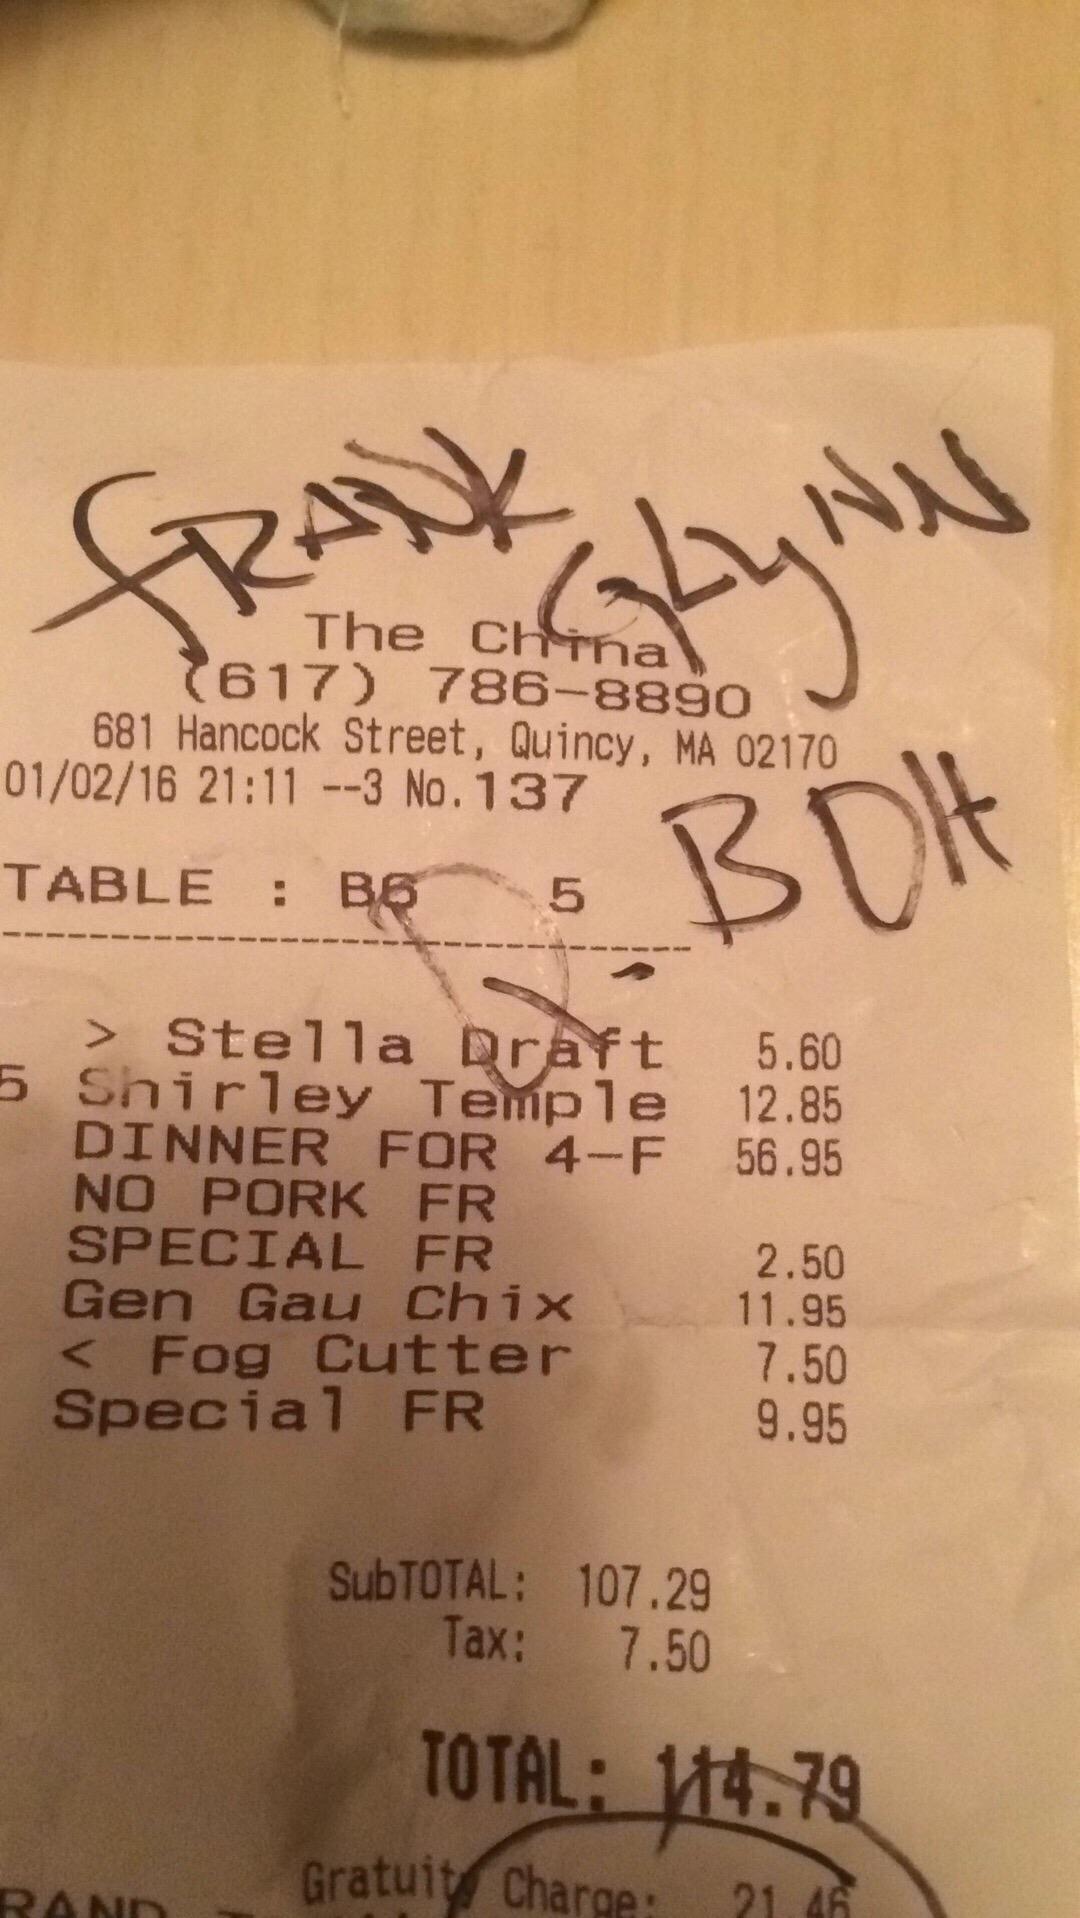 FRANK GLYNN
The China
(617) 786-8890
681 Hancock Street, Quincy, MA 02170
01/02/16 21:11 --3 No.137
BOH
TABLE : B6 5
> Stella Draft 5.60
5 Shirley Temple 12.85
DINNER FOR 4-F 56.95
NO PORK FR
SPECIAL FR 2.50
Gen Gau Chix 11.95
< Fog Cutter 7.50
Special FR 9.95
SubTOTAL: 107.29
Tax: 7.50
TOTAL: 114.79
Gratuity Charge: 21.46